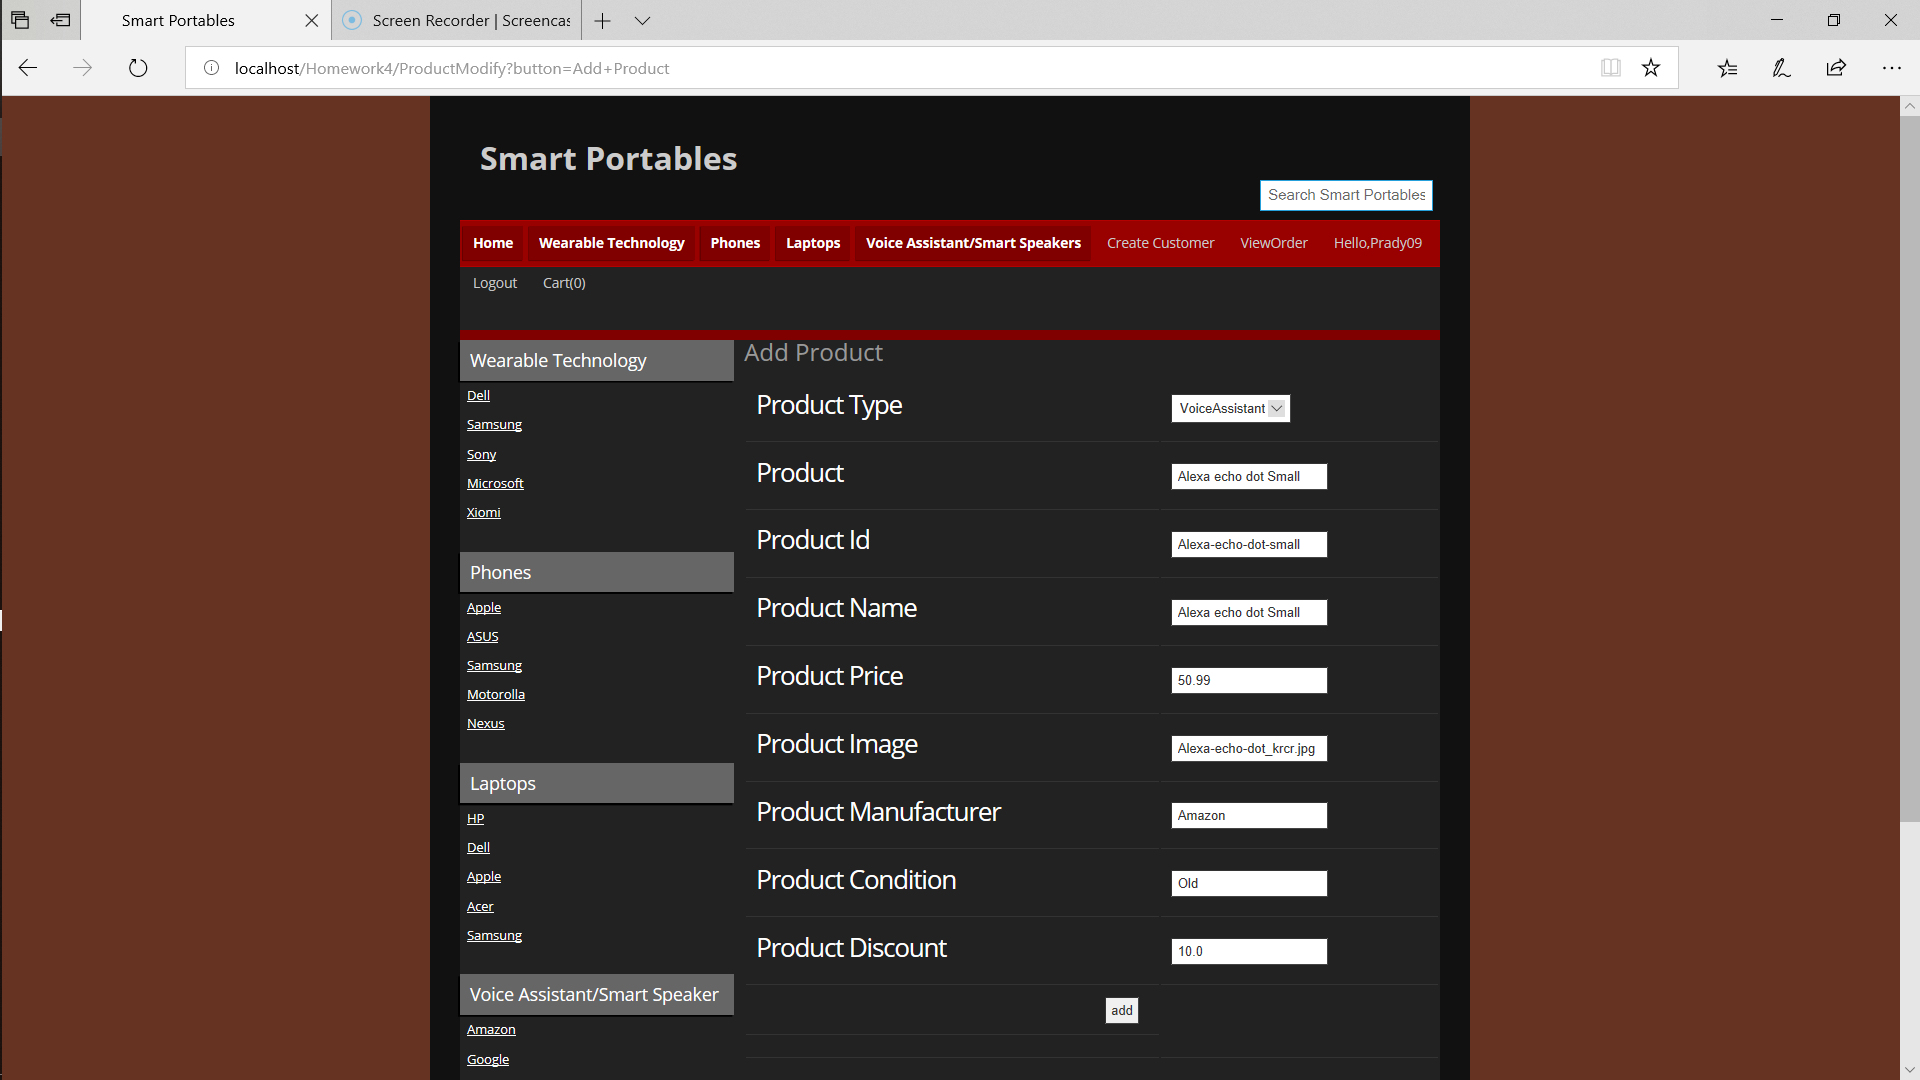 Smart Portables
Screen Recorder | Screencas
localhost/Homework4/ProductModify?button=Add+Product
Smart Portables
Search Smart Portables
Home Wearable Technology Phones Laptops Voice Assistant/Smart Speakers Create Customer ViewOrder Hello,Prady09
Logout Cart(0)
Wearable Technology
Dell
Samsung
Sony
Microsoft
Xiomi
Phones
Apple
ASUS
Samsung
Motorolla
Nexus
Laptops
HP
Dell
Apple
Acer
Samsung
Voice Assistant/Smart Speaker
Amazon
Google
Add Product
Product Type VoiceAssistant
Product Alexa echo dot Small
Product Id Alexa-echo-dot-small
Product Name Alexa echo dot Small
Product Price 50.99
Product Image Alexa-echo-dot_krcr.jpg
Product Manufacturer Amazon
Product Condition Old
Product Discount 10.0
add